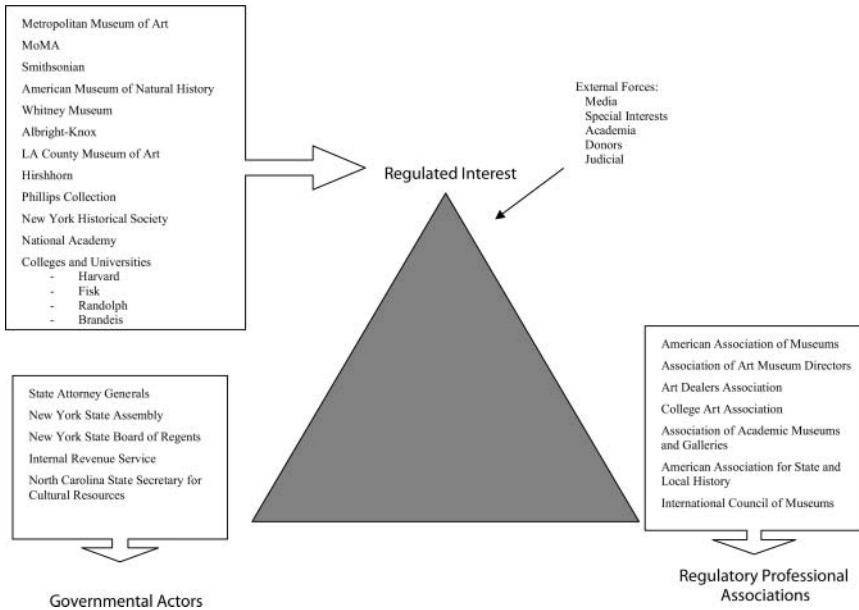 Metropolitan Museum of Art
MoMA
Smithsonian
American Museum of Natural History
Whitney Museum
Albright-Knox
LA County Museum of Art
Hirshhorn
Phillips Collection
New York Historical Society
National Academy
Colleges and Universities
- Harvard
- Fisk
- Randolph
- Brandeis
External Forces:
Media
Special Interests
Academia
Donors
Judicial
Regulated Interest
State Attorney Generals
New York State Assembly
New York State Board of Regents
Internal Revenue Service
North Carolina State Secretary for
Cultural Resources
American Association of Museums
Association of Art Museum Directors
Art Dealers Association
College Art Association
Association of Academic Museums
and Galleries
American Association for State and
Local History
International Council of Museums
Governmental Actors
Regulatory Professional
Associations